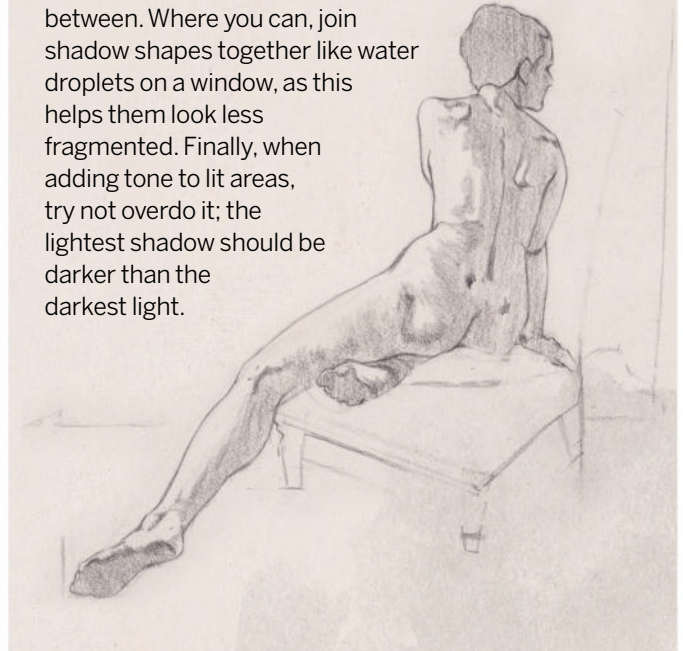 between. Where you can, join
shadow shapes together like water
droplets on a window, as this
helps them look less
fragmented. Finally, when
adding tone to lit areas,
try not overdo it; the
lightest shadow should be
darker than the
darkest light.